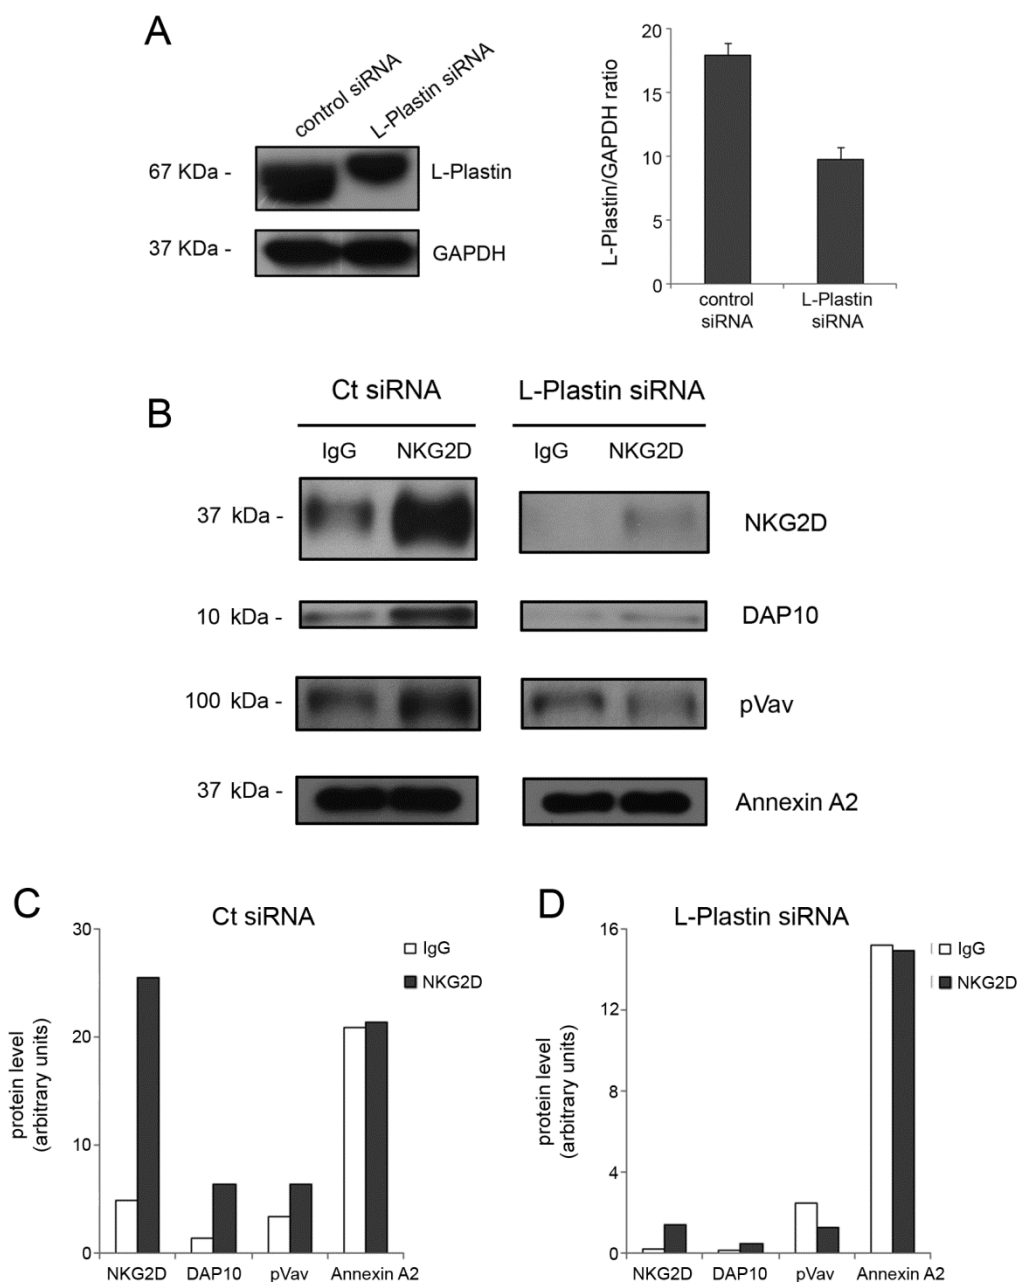 A
control siRNA
L-Plastin siRNA
67 KDa -
L-Plastin
37 KDa -
GAPDH
L-Plastin/GAPDH ratio
20
15
10
5
0
control
siRNA
L-Plastin
siRNA
B
Ct siRNA
L-Plastin siRNA
IgG
NKG2D
IgG
NKG2D
37 kDa -
NKG2D
10 kDa -
DAP10
100 kDa -
pVav
37 kDa -
Annexin A2
C
Ct siRNA
protein level
(arbitrary units)
30
20
10
0
IgG
NKG2D
NKG2D
DAP10
pVav
Annexin A2
D
L-Plastin siRNA
protein level
(arbitrary units)
16
12
8
4
0
IgG
NKG2D
NKG2D
DAP10
pVav
Annexin A2